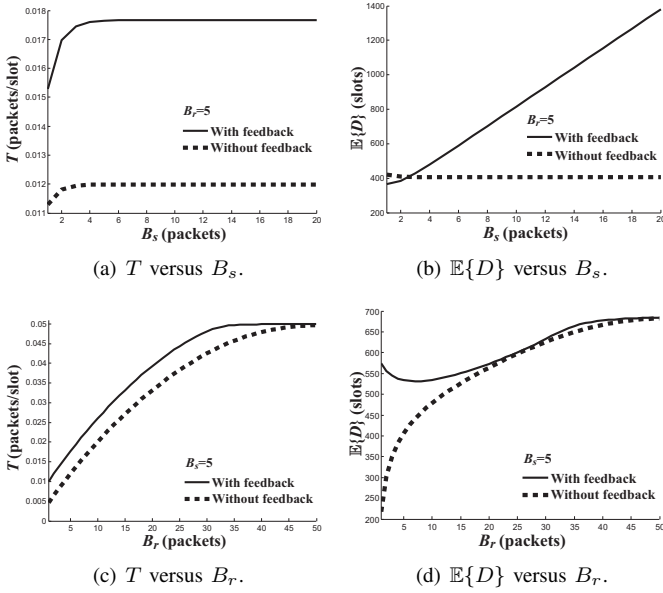 0.018
0.017
0.016
0.015
0.014
0.013
0.012
0.011
2 4 6 8 10 12 14 16 18 20
T (packets/slot)
B_s (packets)
B_r=5
With feedback
Without feedback
(a) T versus B_s.
1400
1200
1000
800
600
400
200
2 4 6 8 10 12 14 16 18 20
𝔼{D} (slots)
B_s (packets)
B_r=5
With feedback
Without feedback
(b) 𝔼{D} versus B_s.
0.05
0.045
0.04
0.035
0.03
0.025
0.02
0.015
0.01
0.005
0
5 10 15 20 25 30 35 40 45 50
T (packets/slot)
B_r (packets)
B_s=5
With feedback
Without feedback
(c) T versus B_r.
700
650
600
550
500
450
400
350
300
250
200
5 10 15 20 25 30 35 40 45 50
𝔼{D} (slots)
B_r (packets)
B_s=5
With feedback
Without feedback
(d) 𝔼{D} versus B_r.